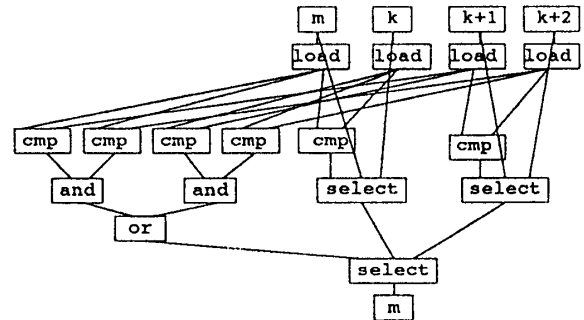 m k k+1 k+2
load load load load
cmp cmp cmp cmp cmp cmp
and and select select
or
select
m